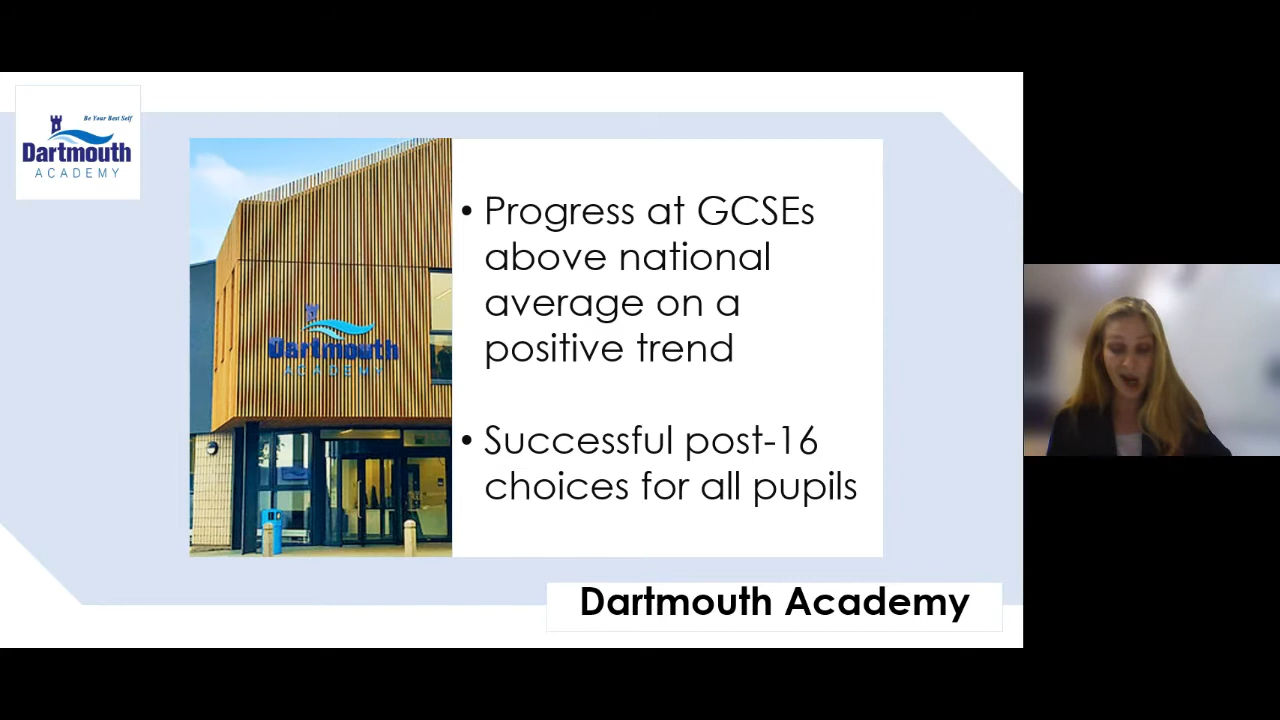 Be Your Best Self
Dartmouth
ACADEMY
Dartmouth
ACADEMY
• Progress at GCSEs
above national
average on a
positive trend
• Successful post-16
choices for all pupils
Dartmouth Academy